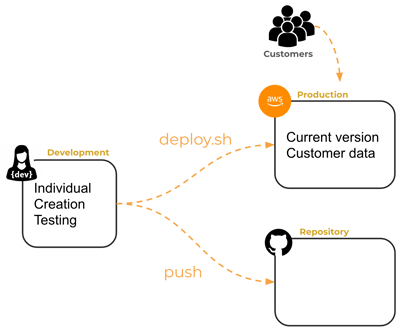 Customers
Production
aws
Current version
Customer data
deploy.sh
Development
{dev}
Individual
Creation
Testing
push
Repository